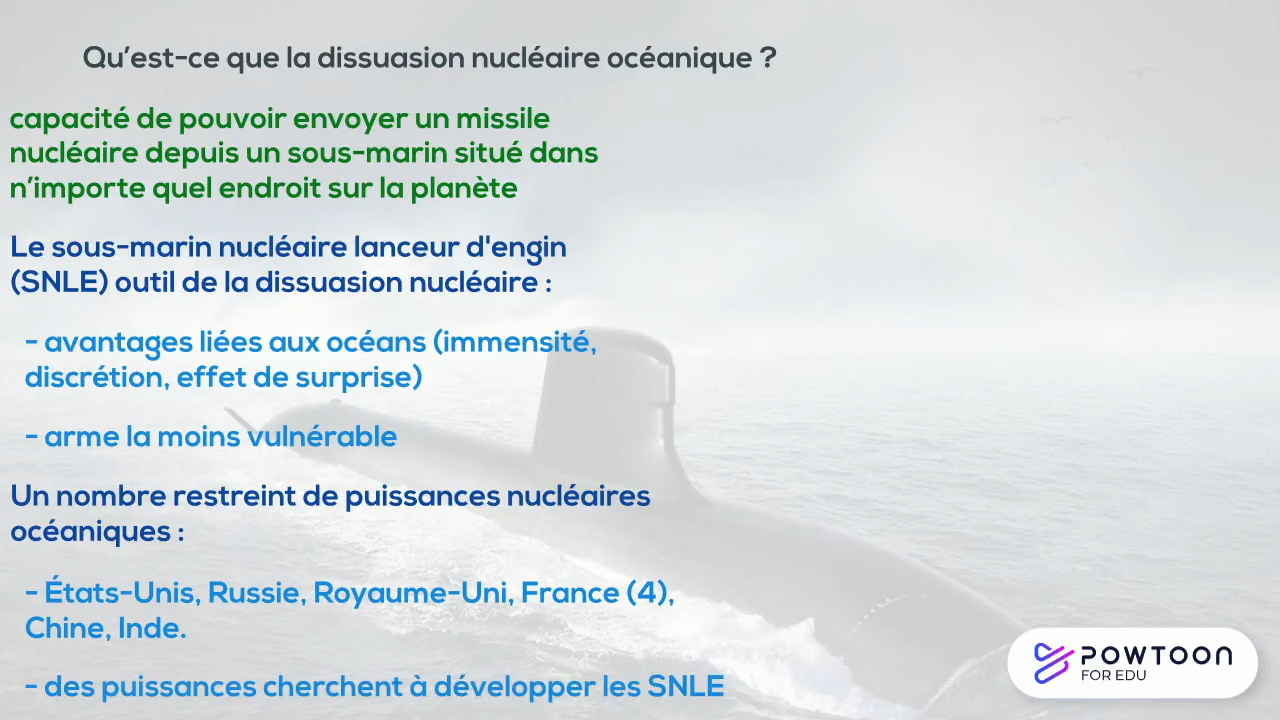 Qu’est-ce que la dissuasion nucléaire océanique ?
capacité de pouvoir envoyer un missile
nucléaire depuis un sous-marin situé dans
n’importe quel endroit sur la planète
Le sous-marin nucléaire lanceur d'engin
(SNLE) outil de la dissuasion nucléaire :
- avantages liées aux océans (immensité,
discrétion, effet de surprise)
- arme la moins vulnérable
Un nombre restreint de puissances nucléaires
océaniques :
- États-Unis, Russie, Royaume-Uni, France (4),
Chine, Inde.
- des puissances cherchent à développer les SNLE
POWTOON
FOR EDU